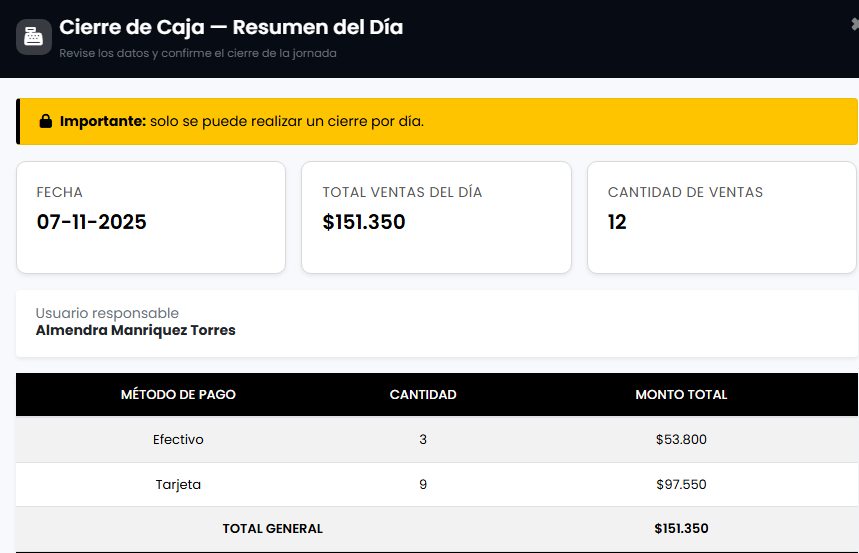 Cierre de Caja — Resumen del Día
Revise los datos y confirme el cierre de la jornada
Importante: solo se puede realizar un cierre por día.
FECHA
07-11-2025
TOTAL VENTAS DEL DÍA
$151.350
CANTIDAD DE VENTAS
12
Usuario responsable
Almendra Manriquez Torres
MÉTODO DE PAGO CANTIDAD MONTO TOTAL
Efectivo 3 $53.800
Tarjeta 9 $97.550
TOTAL GENERAL $151.350